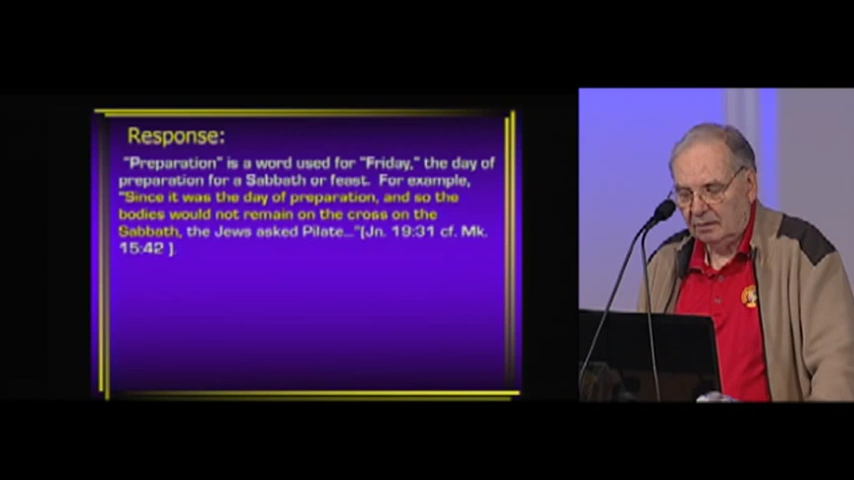 Response:
"Preparation" is a word used for "Friday," the day of
preparation for a Sabbath or feast. For example,
"Since it was the day of preparation, and so the
bodies would not remain on the cross on the
Sabbath, the Jews asked Pilate..."(Jn. 19:31 cf. Mk.
15:42 ].